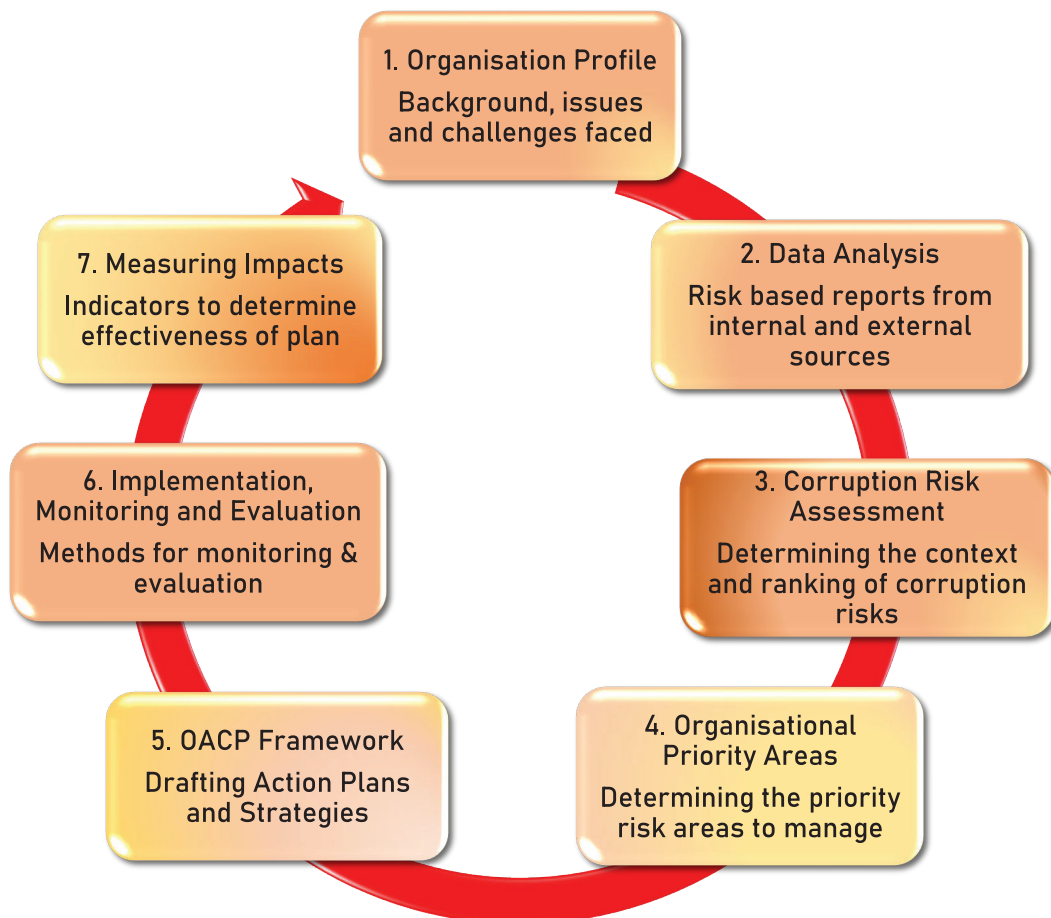 1. Organisation Profile
Background, issues
and challenges faced
2. Data Analysis
Risk based reports from
internal and external
sources
3. Corruption Risk
Assessment
Determining the context
and ranking of corruption
risks
4. Organisational
Priority Areas
Determining the priority
risk areas to manage
5. OACP Framework
Drafting Action Plans
and Strategies
6. Implementation,
Monitoring and Evaluation
Methods for monitoring &
evaluation
7. Measuring Impacts
Indicators to determine
effectiveness of plan